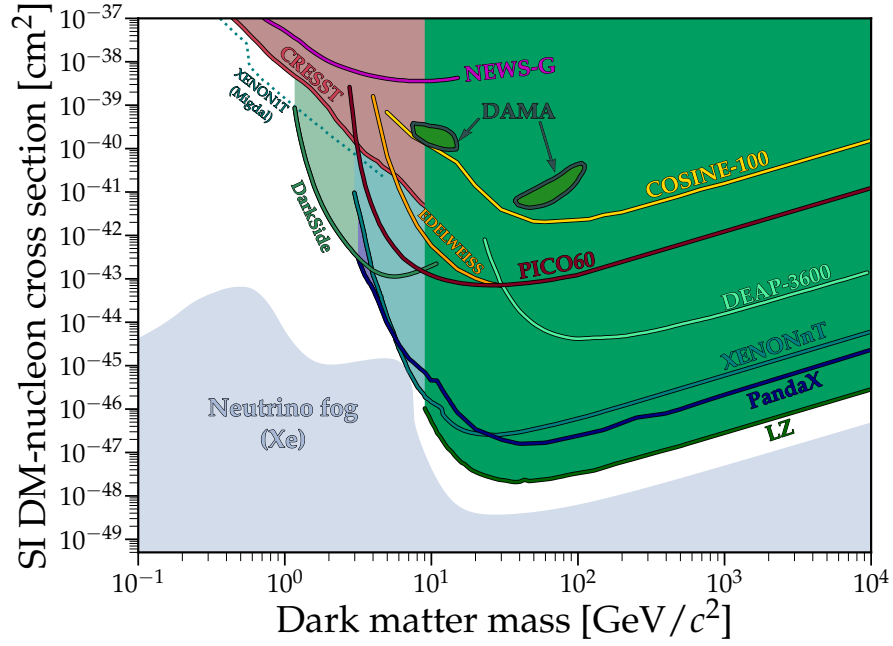 SI DM-nucleon cross section [cm²]
10⁻³⁷
10⁻³⁸
10⁻³⁹
10⁻⁴⁰
10⁻⁴¹
10⁻⁴²
10⁻⁴³
10⁻⁴⁴
10⁻⁴⁵
10⁻⁴⁶
10⁻⁴⁷
10⁻⁴⁸
10⁻⁴⁹
NEWS-G
CRESST
XENON1T
(Migdal)
DAMA
COSINE-100
DarkSide
EDELWEISS
PICO60
DEAP-3600
XENONnT
PandaX
LZ
Neutrino fog
(Xe)
10⁻¹
10⁰
10¹
10²
10³
10⁴
Dark matter mass [GeV/c²]